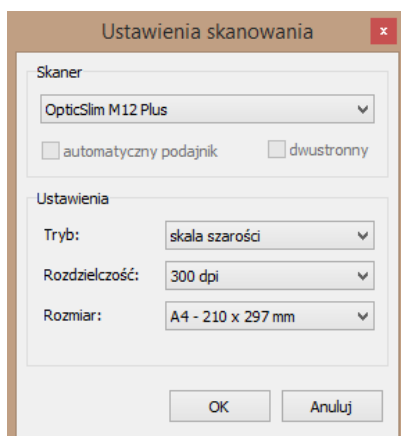 Ustawienia skanowania
x
Skaner
OpticSlim M12 Plus
automatyczny podajnik dwustronny
Ustawienia
Tryb: skala szarości
Rozdzielczość: 300 dpi
Rozmiar: A4 - 210 x 297 mm
OK Anuluj